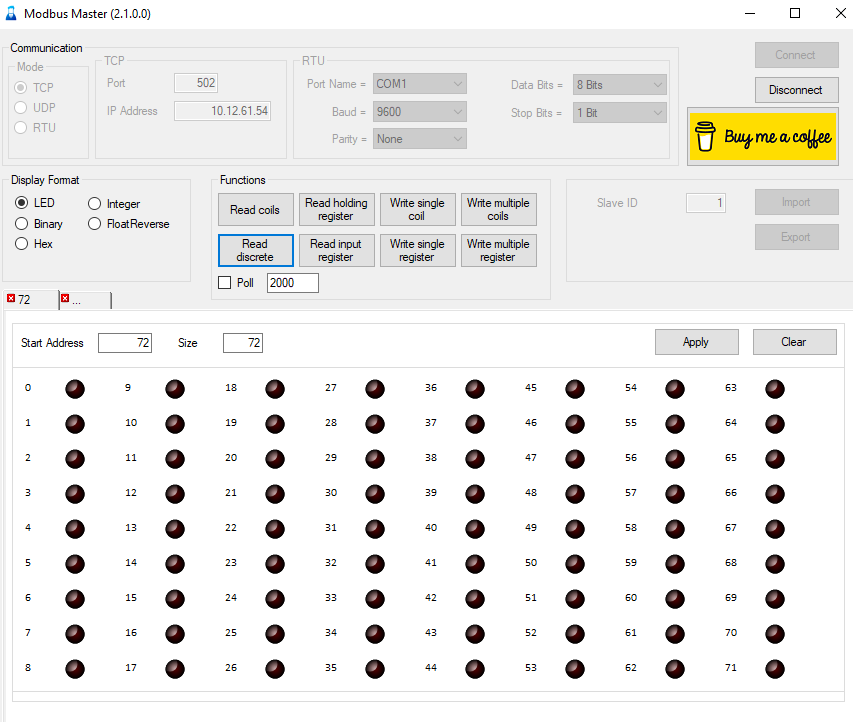 Modbus Master (2.1.0.0)
Communication
Mode
TCP
UDP
RTU
TCP
Port 502
IP Address 10.12.61.54
RTU
Port Name = COM1
Baud = 9600
Parity = None
Data Bits = 8 Bits
Stop Bits = 1 Bit
Connect
Disconnect
Buy me a coffee
Display Format
LED
Binary
Hex
Integer
FloatReverse
Functions
Read coils
Read holding
register
Write single
coil
Write multiple
coils
Read
discrete
Read input
register
Write single
register
Write multiple
register
Poll 2000
Slave ID 1
Import
Export
72 ...
Start Address 72 Size 72 Apply Clear
0 9 18 27 36 45 54 63
1 10 19 28 37 46 55 64
2 11 20 29 38 47 56 65
3 12 21 30 39 48 57 66
4 13 22 31 40 49 58 67
5 14 23 32 41 50 59 68
6 15 24 33 42 51 60 69
7 16 25 34 43 52 61 70
8 17 26 35 44 53 62 71